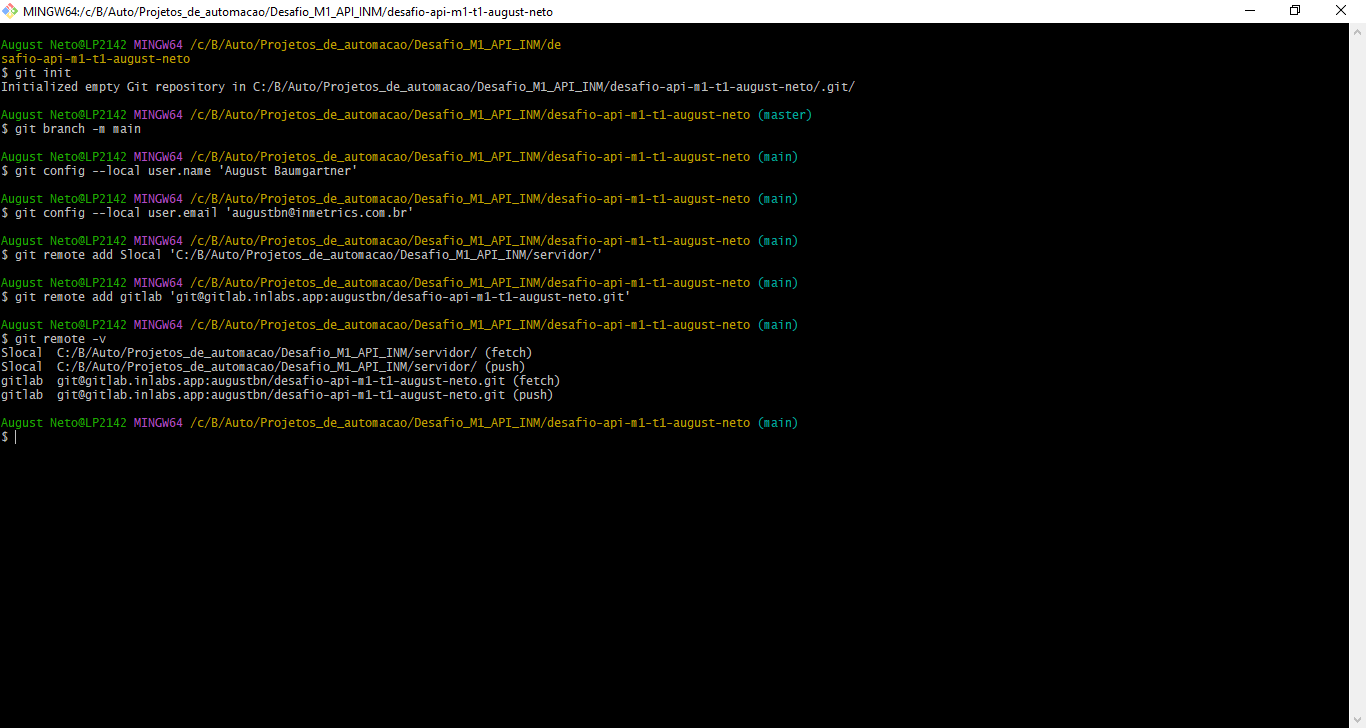 MINGW64:/c/B/Auto/Projetos_de_automacao/Desafio_M1_API_INM/desafio-api-m1-t1-august-neto
August Neto@LP2142 MINGW64 /c/B/Auto/Projetos_de_automacao/Desafio_M1_API_INM/de
safio-api-m1-t1-august-neto
$ git init
Initialized empty Git repository in C:/B/Auto/Projetos_de_automacao/Desafio_M1_API_INM/desafio-api-m1-t1-august-neto/.git/
August Neto@LP2142 MINGW64 /c/B/Auto/Projetos_de_automacao/Desafio_M1_API_INM/desafio-api-m1-t1-august-neto (master)
$ git branch -m main
August Neto@LP2142 MINGW64 /c/B/Auto/Projetos_de_automacao/Desafio_M1_API_INM/desafio-api-m1-t1-august-neto (main)
$ git config --local user.name 'August Baumgartner'
August Neto@LP2142 MINGW64 /c/B/Auto/Projetos_de_automacao/Desafio_M1_API_INM/desafio-api-m1-t1-august-neto (main)
$ git config --local user.email 'augustbn@inmetrics.com.br'
August Neto@LP2142 MINGW64 /c/B/Auto/Projetos_de_automacao/Desafio_M1_API_INM/desafio-api-m1-t1-august-neto (main)
$ git remote add Slocal 'C:/B/Auto/Projetos_de_automacao/Desafio_M1_API_INM/servidor/'
August Neto@LP2142 MINGW64 /c/B/Auto/Projetos_de_automacao/Desafio_M1_API_INM/desafio-api-m1-t1-august-neto (main)
$ git remote add gitlab 'git@gitlab.inlabs.app:augustbn/desafio-api-m1-t1-august-neto.git'
August Neto@LP2142 MINGW64 /c/B/Auto/Projetos_de_automacao/Desafio_M1_API_INM/desafio-api-m1-t1-august-neto (main)
$ git remote -v
Slocal  C:/B/Auto/Projetos_de_automacao/Desafio_M1_API_INM/servidor/ (fetch)
Slocal  C:/B/Auto/Projetos_de_automacao/Desafio_M1_API_INM/servidor/ (push)
gitlab  git@gitlab.inlabs.app:augustbn/desafio-api-m1-t1-august-neto.git (fetch)
gitlab  git@gitlab.inlabs.app:augustbn/desafio-api-m1-t1-august-neto.git (push)
August Neto@LP2142 MINGW64 /c/B/Auto/Projetos_de_automacao/Desafio_M1_API_INM/desafio-api-m1-t1-august-neto (main)
$